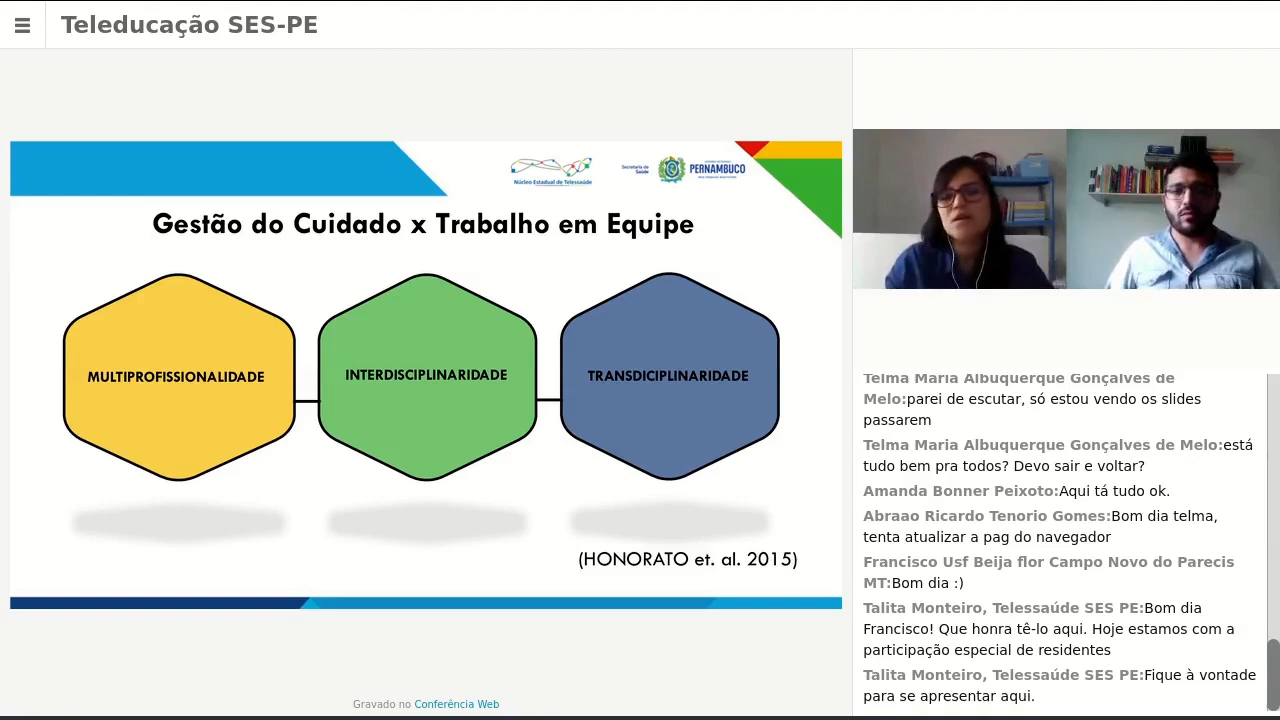 Teleducação SES-PE
Núcleo Estadual de Telessaúde
Secretaria de
Saúde
PERNAMBUCO
Gestão do Cuidado x Trabalho em Equipe
MULTIPROFISSIONALIDADE
INTERDISCIPLINARIDADE
TRANSDICIPLINARIDADE
(HONORATO et. al. 2015)
Gravado no Conferência Web
Telma Maria Albuquerque Gonçalves de
Melo:parei de escutar, só estou vendo os slides
passarem
Telma Maria Albuquerque Gonçalves de Melo:está
tudo bem pra todos? Devo sair e voltar?
Amanda Bonner Peixoto:Aqui tá tudo ok.
Abraao Ricardo Tenorio Gomes:Bom dia telma,
tenta atualizar a pag do navegador
Francisco Usf Beija flor Campo Novo do Parecis
MT:Bom dia :)
Talita Monteiro, Telessaúde SES PE:Bom dia
Francisco! Que honra tê-lo aqui. Hoje estamos com a
participação especial de residentes
Talita Monteiro, Telessaúde SES PE:Fique à vontade
para se apresentar aqui.